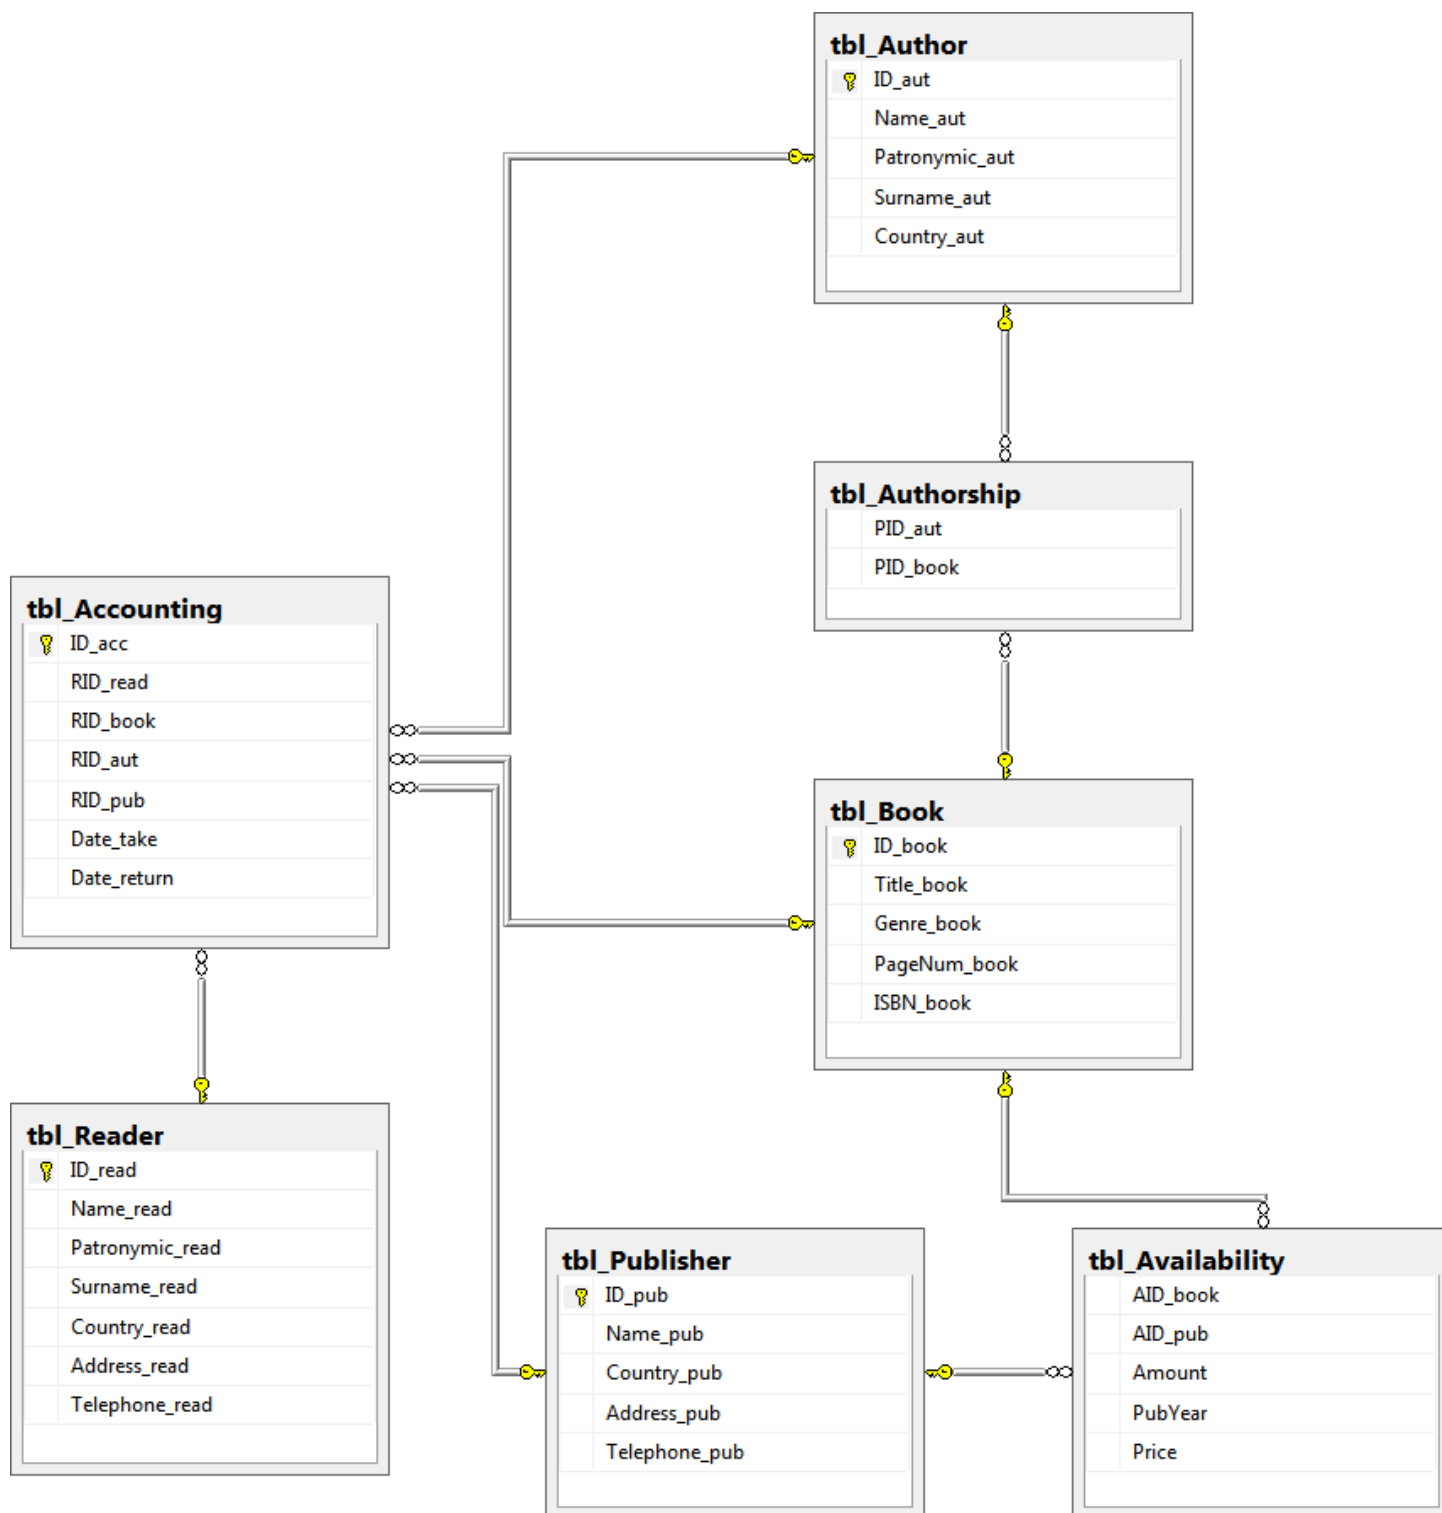 tbl_Author
ID_aut
Name_aut
Patronymic_aut
Surname_aut
Country_aut
tbl_Authorship
PID_aut
PID_book
tbl_Accounting
ID_acc
RID_read
RID_book
RID_aut
RID_pub
Date_take
Date_return
tbl_Book
ID_book
Title_book
Genre_book
PageNum_book
ISBN_book
tbl_Reader
ID_read
Name_read
Patronymic_read
Surname_read
Country_read
Address_read
Telephone_read
tbl_Publisher
ID_pub
Name_pub
Country_pub
Address_pub
Telephone_pub
tbl_Availability
AID_book
AID_pub
Amount
PubYear
Price